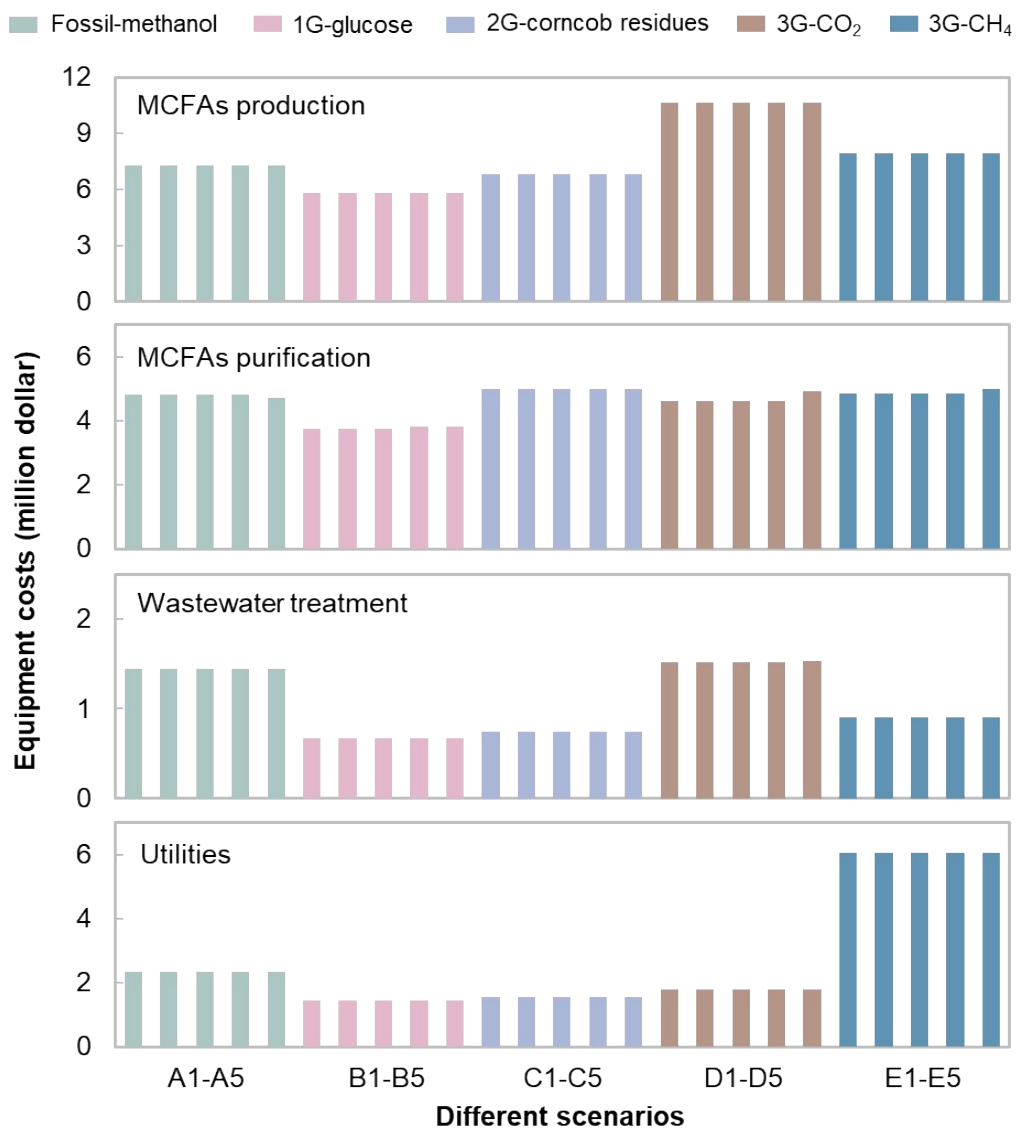 Fossil-methanol 1G-glucose 2G-corncob residues 3G-CO₂ 3G-CH₄
12
MCFAs production
9
6
3
0
MCFAs purification
6
4
2
0
Wastewater treatment
2
1
0
Utilities
6
4
2
0
Equipment costs (million dollar)
A1-A5 B1-B5 C1-C5 D1-D5 E1-E5
Different scenarios